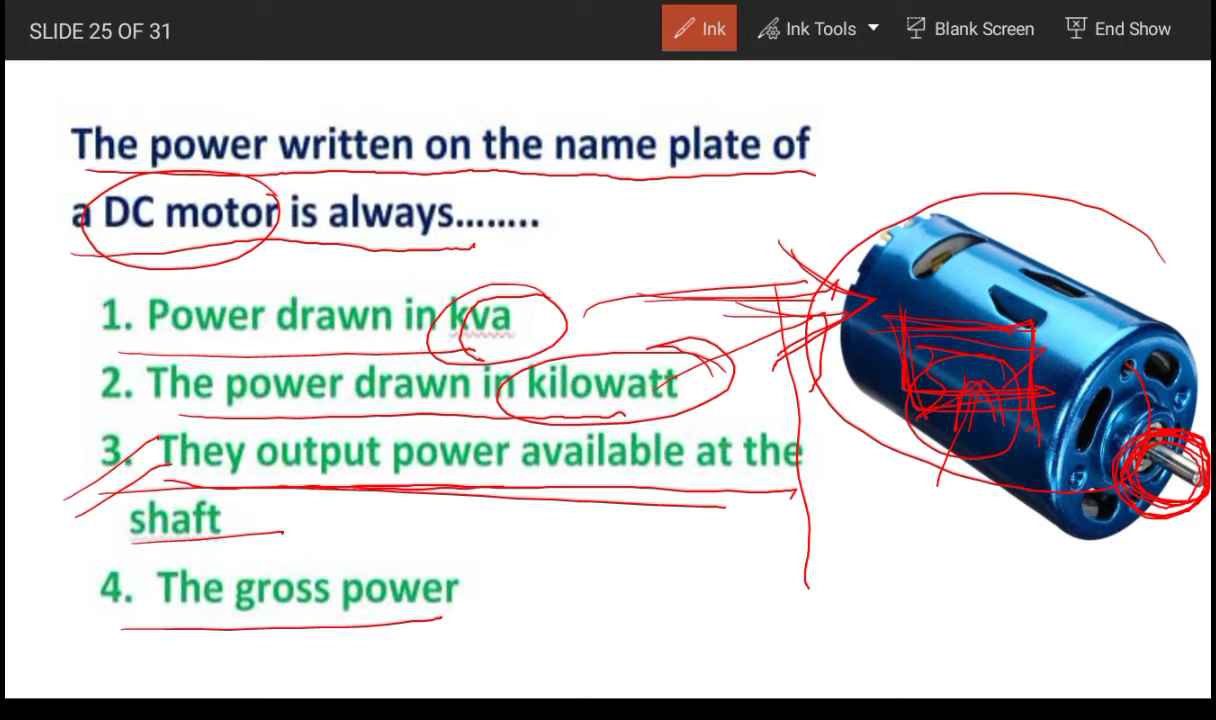 SLIDE 25 OF 31
Ink
Ink Tools
Blank Screen
End Show
The power written on the name plate of
a DC motor is always........
1. Power drawn in kva
2. The power drawn in kilowatt
3. They output power available at the
shaft
4. The gross power